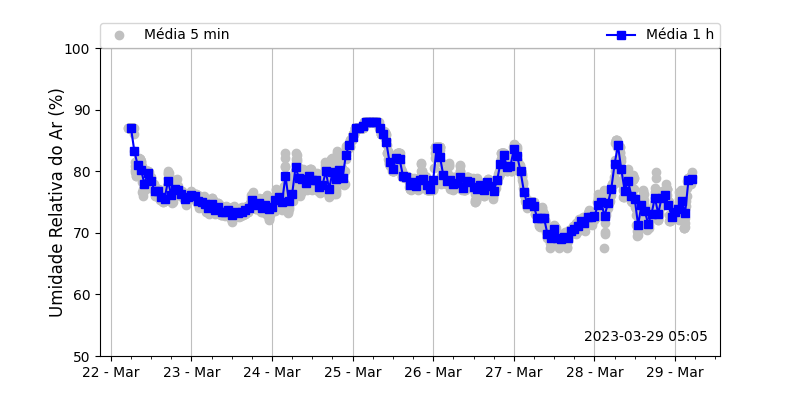 Média 5 min
Média 1 h
Umidade Relativa do Ar (%)
100
90
80
70
60
50
2023-03-29 05:05
22 - Mar
23 - Mar
24 - Mar
25 - Mar
26 - Mar
27 - Mar
28 - Mar
29 - Mar